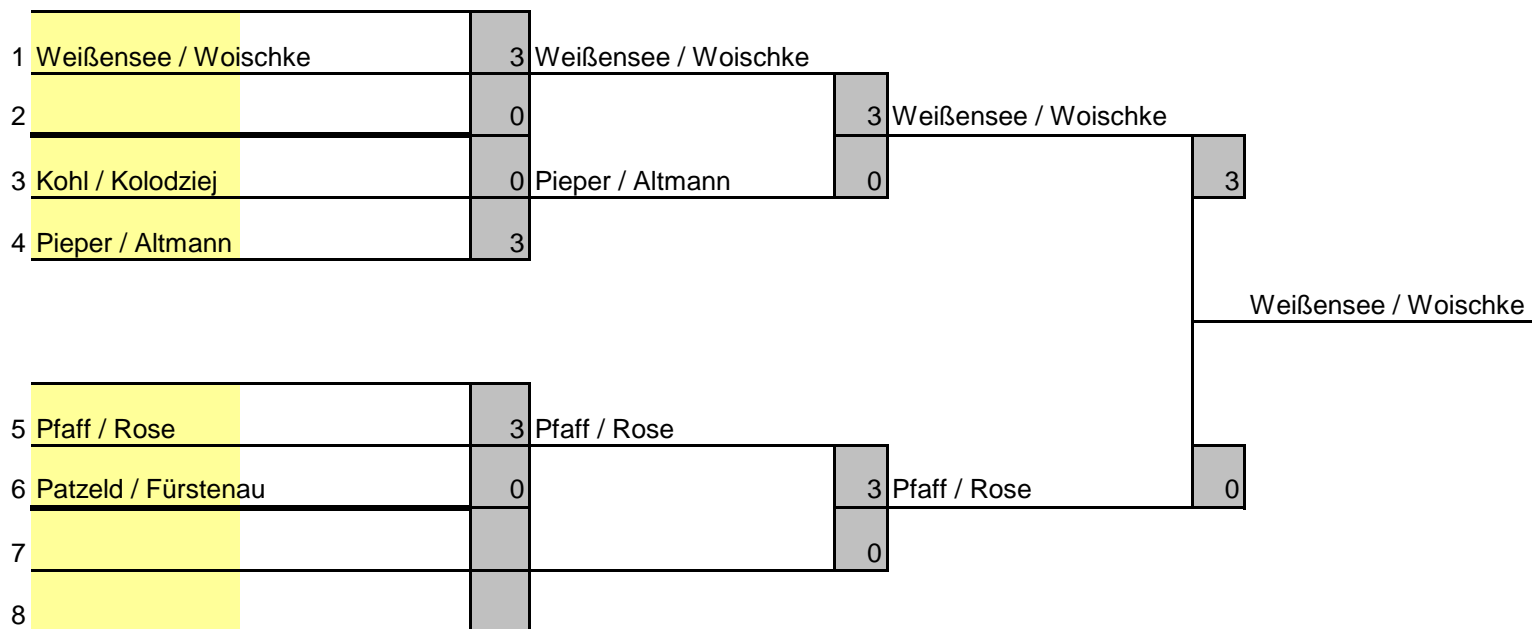 1 Weißensee / Woischke 3 Weißensee / Woischke
2 0 3 Weißensee / Woischke
3 Kohl / Kolodziej 0 Pieper / Altmann 0 3
4 Pieper / Altmann 3
Weißensee / Woischke
5 Pfaff / Rose 3 Pfaff / Rose
6 Patzeld / Fürstenau 0 3 Pfaff / Rose 0
7 0
8